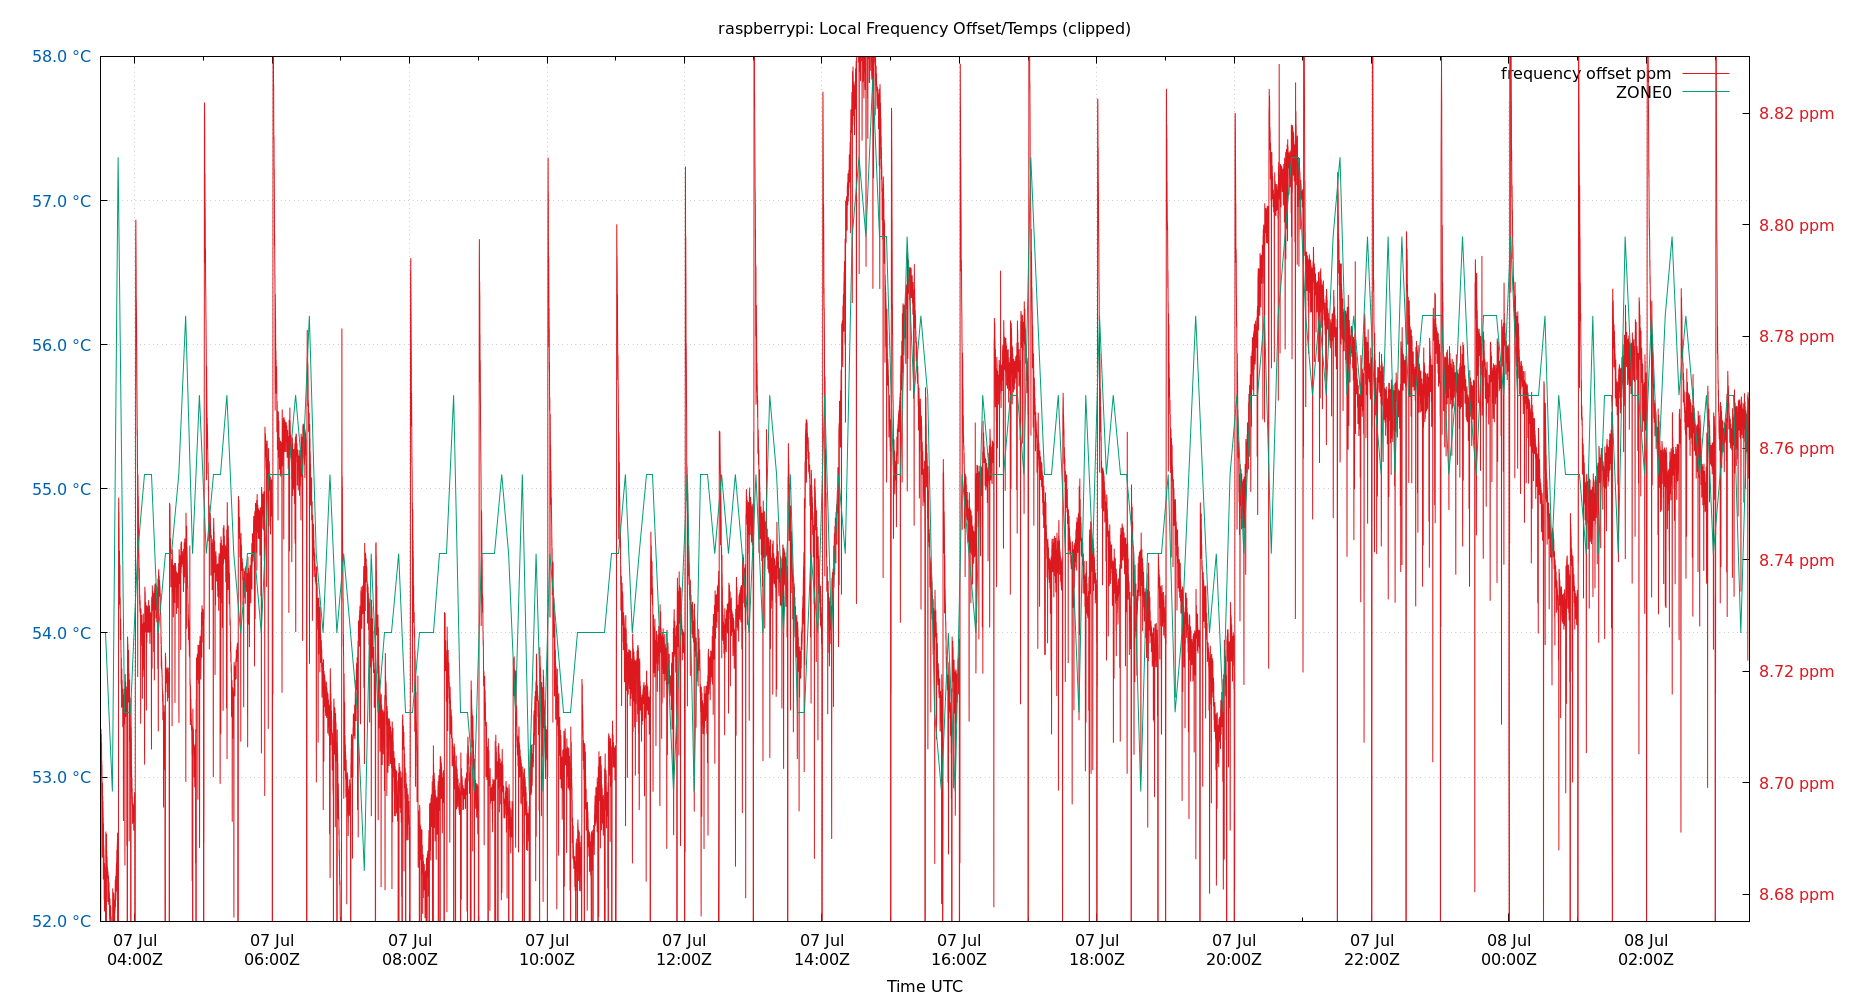 raspberrypi: Local Frequency Offset/Temps (clipped)
58.0 °C
57.0 °C
56.0 °C
55.0 °C
54.0 °C
53.0 °C
52.0 °C
frequency offset ppm
ZONE0
8.82 ppm
8.80 ppm
8.78 ppm
8.76 ppm
8.74 ppm
8.72 ppm
8.70 ppm
8.68 ppm
07 Jul 07 Jul 07 Jul 07 Jul 07 Jul 07 Jul 07 Jul 07 Jul 07 Jul 07 Jul 08 Jul 08 Jul
04:00Z 06:00Z 08:00Z 10:00Z 12:00Z 14:00Z 16:00Z 18:00Z 20:00Z 22:00Z 00:00Z 02:00Z
Time UTC